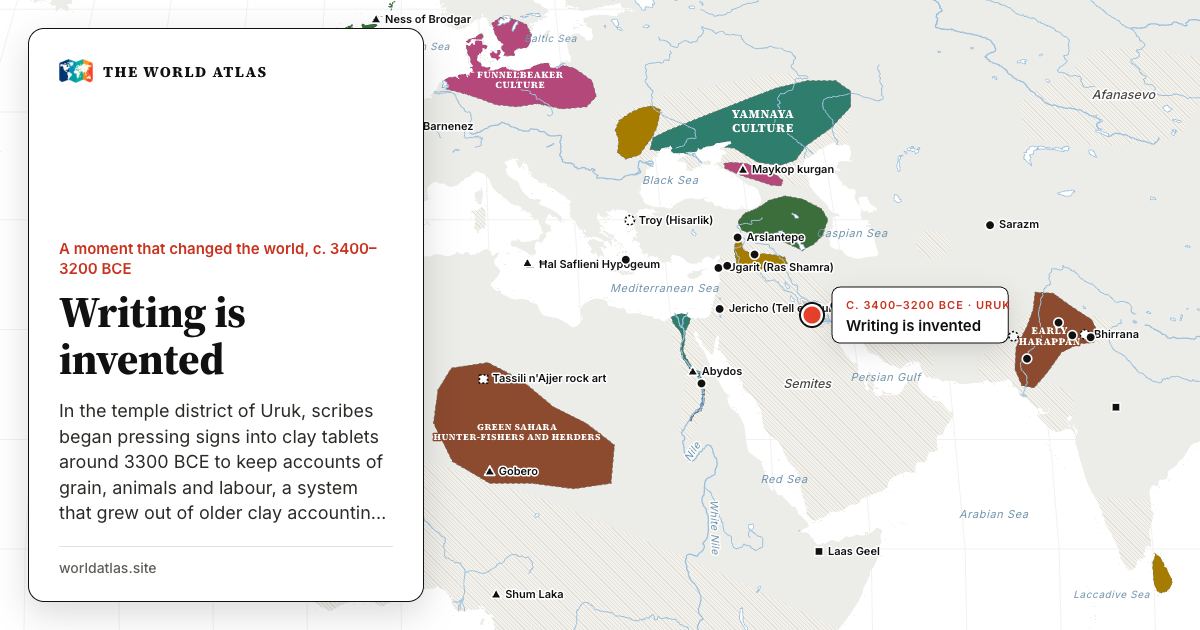 THE WORLD ATLAS
A moment that changed the world, c. 3400–
3200 BCE
Writing is
invented
In the temple district of Uruk, scribes
began pressing signs into clay tablets
around 3300 BCE to keep accounts of
grain, animals and labour, a system
that grew out of older clay accountin…
worldatlas.site
Ness of Brodgar
Sea
Baltic Sea
FUNNELBEAKER
CULTURE
Afanasevo
YAMNAYA
CULTURE
Barnenez
Maykop kurgan
Black Sea
Troy (Hisarlik)
Sarazm
Caspian Sea
Arslantepe
Ħal Saflieni Hypogeum
Ugarit (Ras Shamra)
Mediterranean Sea
Jericho (Tell
C. 3400–3200 BCE · URUK
Writing is invented
EARLY
HARAPPAN
Bhirrana
Abydos
Tassili n'Ajjer rock art
Semites
Persian Gulf
GREEN SAHARA
HUNTER-FISHERS AND HERDERS
Nile
Gobero
Red Sea
White Nile
Arabian Sea
Laas Geel
Shum Laka
Laccadive Sea